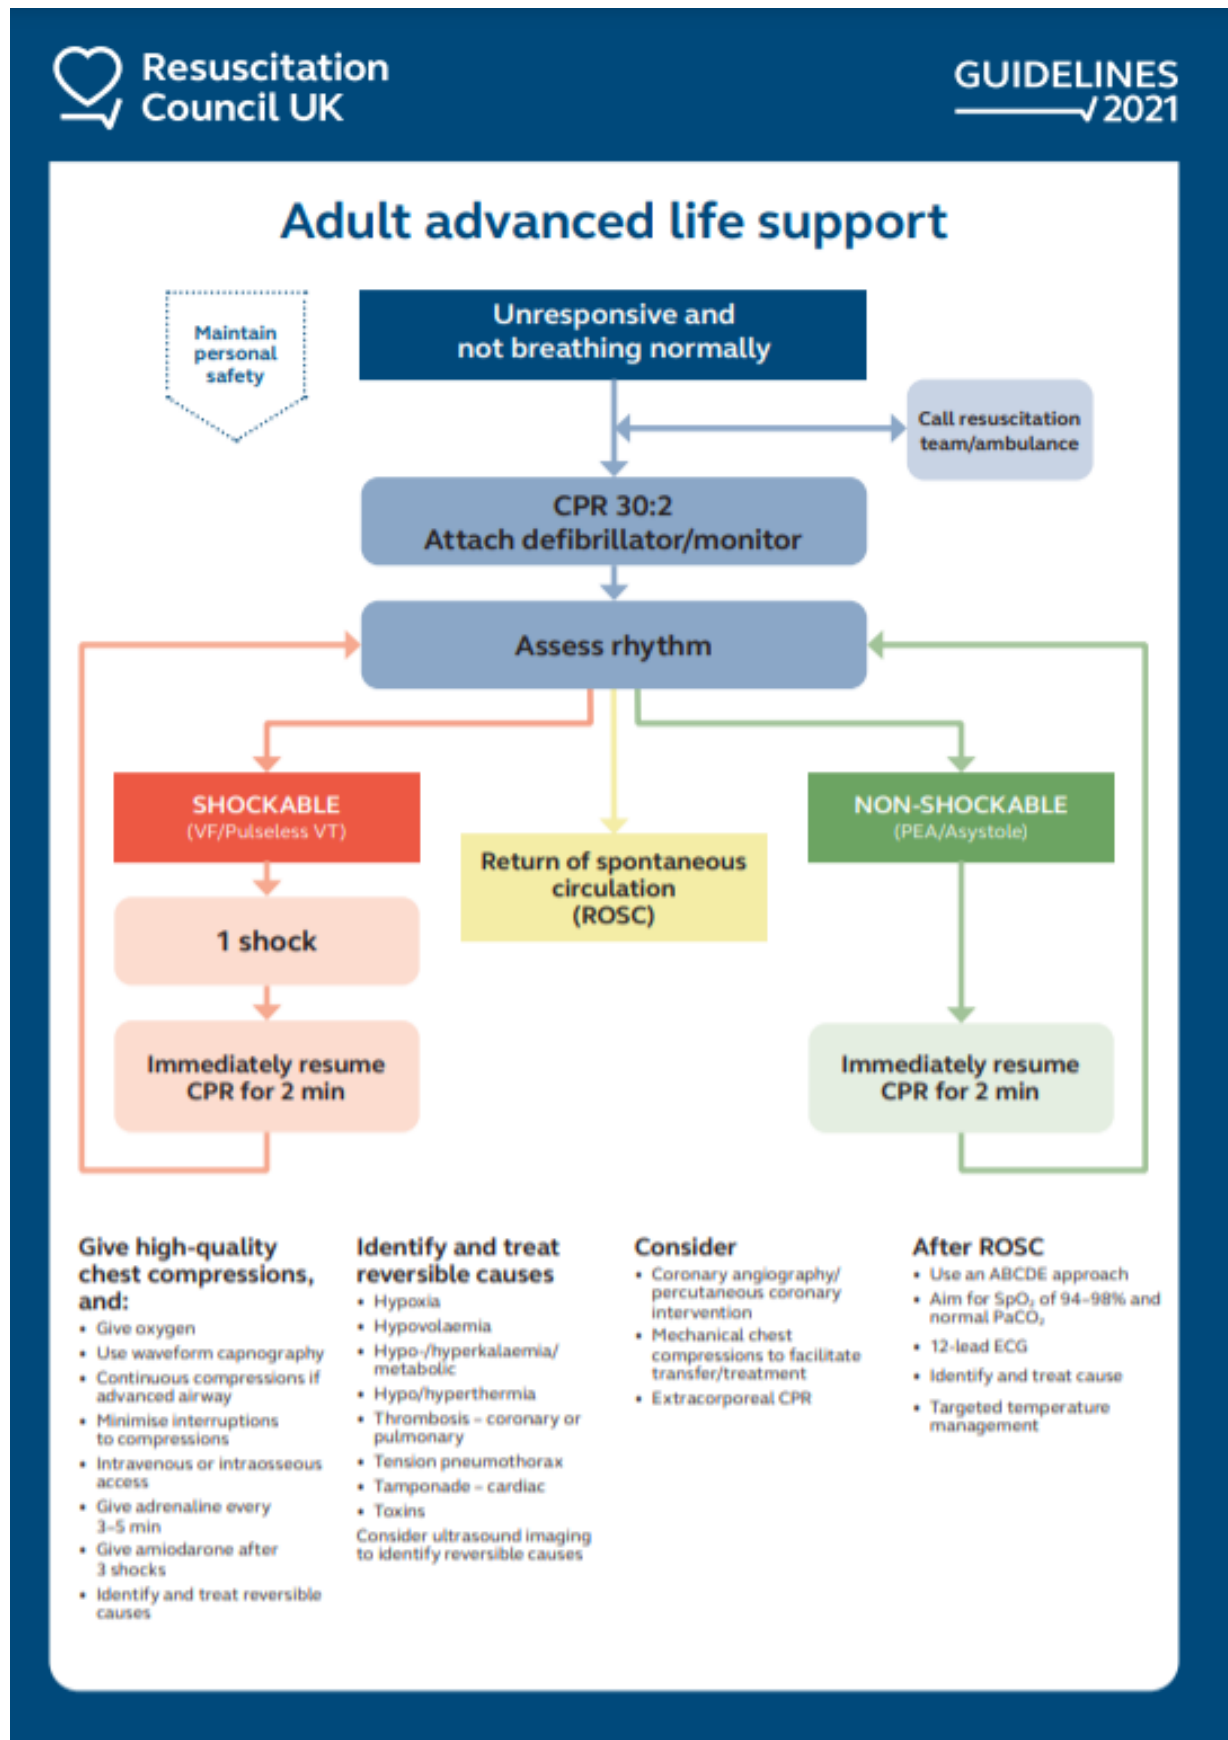 Resuscitation
Council UK
GUIDELINES
2021
Adult advanced life support
Maintain
personal
safety
Unresponsive and
not breathing normally
Call resuscitation
team/ambulance
CPR 30:2
Attach defibrillator/monitor
Assess rhythm
SHOCKABLE
(VF/Pulseless VT)
1 shock
Immediately resume
CPR for 2 min
Return of spontaneous
circulation
(ROSC)
NON-SHOCKABLE
(PEA/Asystole)
Immediately resume
CPR for 2 min
Give high-quality
chest compressions,
and:
• Give oxygen
• Use waveform capnography
• Continuous compressions if
advanced airway
• Minimise interruptions
to compressions
• Intravenous or intraosseous
access
• Give adrenaline every
3–5 min
• Give amiodarone after
3 shocks
• Identify and treat reversible
causes
Identify and treat
reversible causes
• Hypoxia
• Hypovolaemia
• Hypo-/hyperkalaemia/
metabolic
• Hypo/hyperthermia
• Thrombosis – coronary or
pulmonary
• Tension pneumothorax
• Tamponade – cardiac
• Toxins
Consider ultrasound imaging
to identify reversible causes
Consider
• Coronary angiography/
percutaneous coronary
intervention
• Mechanical chest
compressions to facilitate
transfer/treatment
• Extracorporeal CPR
After ROSC
• Use an ABCDE approach
• Aim for SpO₂ of 94–98% and
normal PaCO₂
• 12-lead ECG
• Identify and treat cause
• Targeted temperature
management